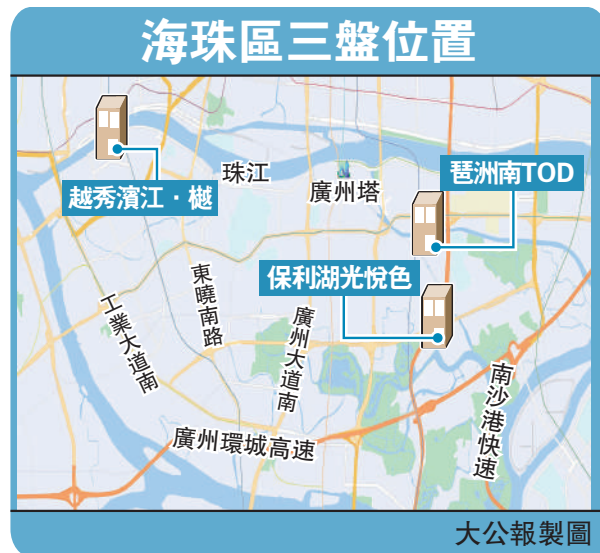 海珠區三盤位置
琶洲南TOD
珠江
廣州塔
越秀濱江·樾
保利湖光悅色
東曉南路
工業大道南
廣州大道南
南沙港快速
廣州環城高速
大公報製圖